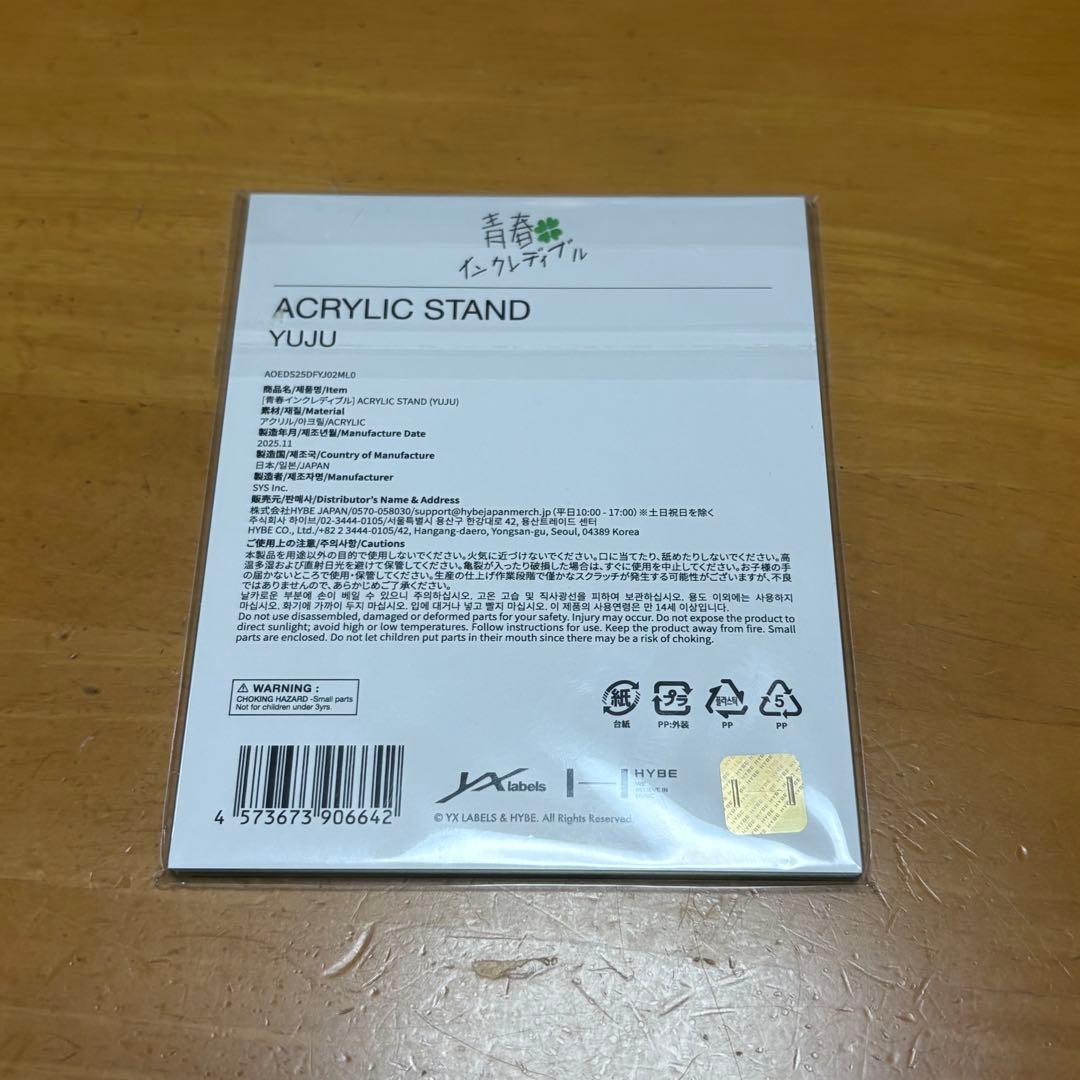 青春
インクレディブル
ACRYLIC STAND
YUJU
AOEDS25DFYJ02ML0
商品名/제품명/Item
[青春インクレディブル] ACRYLIC STAND (YUJU)
素材/재질/Material
アクリル/아크릴/ACRYLIC
製造年月/제조년월/Manufacture Date
2025.11
製造国/제조국/Country of Manufacture
日本/일본/JAPAN
製造者/제조자명/Manufacturer
SYS Inc.
販売元/판매사/Distributor's Name & Address
株式会社HYBE JAPAN/0570-058030/support@hybejapanmerch.jp (平日10:00 - 17:00) ※土日祝日を除く
주식회사 하이브/02-3444-0105/서울특별시 용산구 한강대로 42, 용산트레이드 센터
HYBE CO., Ltd./+82 2 3444-0105/42, Hangang-daero, Yongsan-gu, Seoul, 04389 Korea
ご使用上の注意/주의사항/Cautions
本製品を用途以外の目的で使用しないでください。火気に近づけないでください。口に当てたり、舐めたりしないでください。高
温多湿および直射日光を避けて保管してください。亀裂が入ったり破損した場合は、すぐに使用を中止してください。お子様の手
の届かないところで使用・保管してください。生産の仕上げ作業段階で僅かなスクラッチが発生する可能性がございますが、不良
ではありませんので、あらかじめご了承ください。
날카로운 부분에 손이 베일 수 있으니 주의하십시오. 고온 고습 및 직사광선을 피하여 보관하십시오. 용도 이외에는 사용하지
마십시오. 화기에 가까이 두지 마십시오. 입에 대거나 넣고 빨지 마십시오. 이 제품의 사용연령은 만 14세 이상입니다.
Do not use disassembled, damaged or deformed parts for your safety. Injury may occur. Do not expose the product to
direct sunlight; avoid high or low temperatures. Follow instructions for use. Keep the product away from fire. Small
parts are enclosed. Do not let children put parts in their mouth since there may be a risk of choking.
WARNING :
CHOKING HAZARD -Small parts
Not for children under 3yrs.
紙 プラ 플라스틱 5
台紙 PP:外装 PP PP
4 573673 906642
YX labels
HYBE
WE
BELIEVE IN
MUSIC
© YX LABELS & HYBE. All Rights Reserved.
HYBE HYBE HYBE